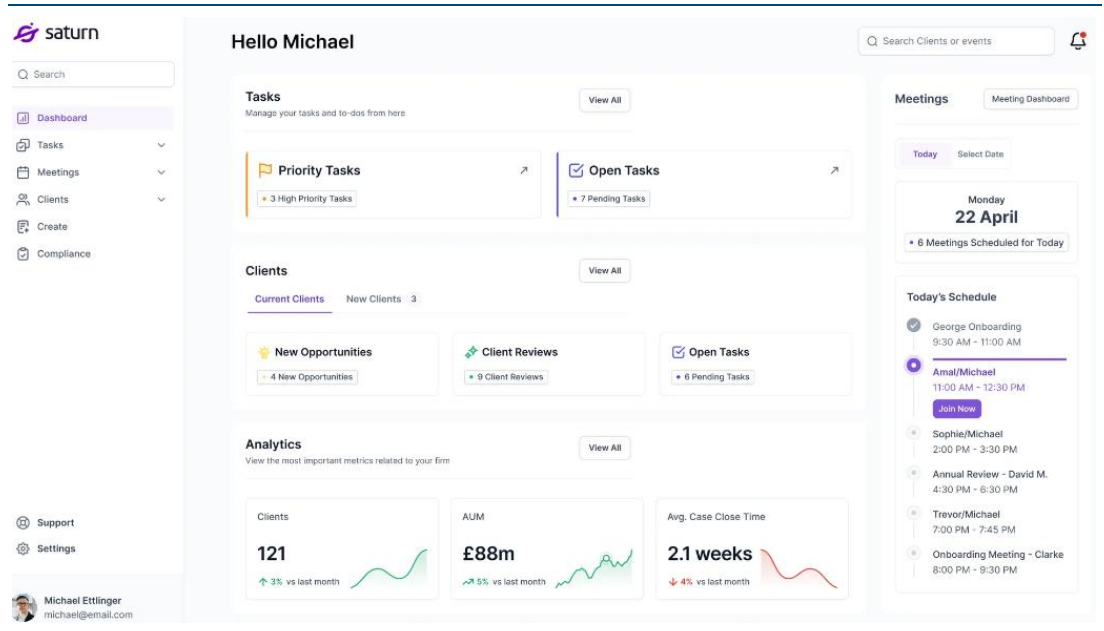 saturn
Search
Dashboard
Tasks
Meetings
Clients
Create
Compliance
Support
Settings
Michael Ettlinger
michael@email.com
Hello Michael
Search Clients or events
Tasks
View All
Manage your tasks and to-dos from here
Priority Tasks
3 High Priority Tasks
Open Tasks
7 Pending Tasks
Clients
View All
Current Clients
New Clients 3
New Opportunities
4 New Opportunities
Client Reviews
9 Client Reviews
Open Tasks
6 Pending Tasks
Analytics
View All
View the most important metrics related to your firm
Clients
121
3% vs last month
AUM
£88m
5% vs last month
Avg. Case Close Time
2.1 weeks
4% vs last month
Meetings
Meeting Dashboard
Today
Select Date
Monday
22 April
6 Meetings Scheduled for Today
Today's Schedule
George Onboarding
9:30 AM - 11:00 AM
Amal/Michael
11:00 AM - 12:30 PM
Join Now
Sophie/Michael
2:00 PM - 3:30 PM
Annual Review - David M.
4:30 PM - 6:30 PM
Trevor/Michael
7:00 PM - 7:45 PM
Onboarding Meeting - Clarke
8:00 PM - 9:30 PM